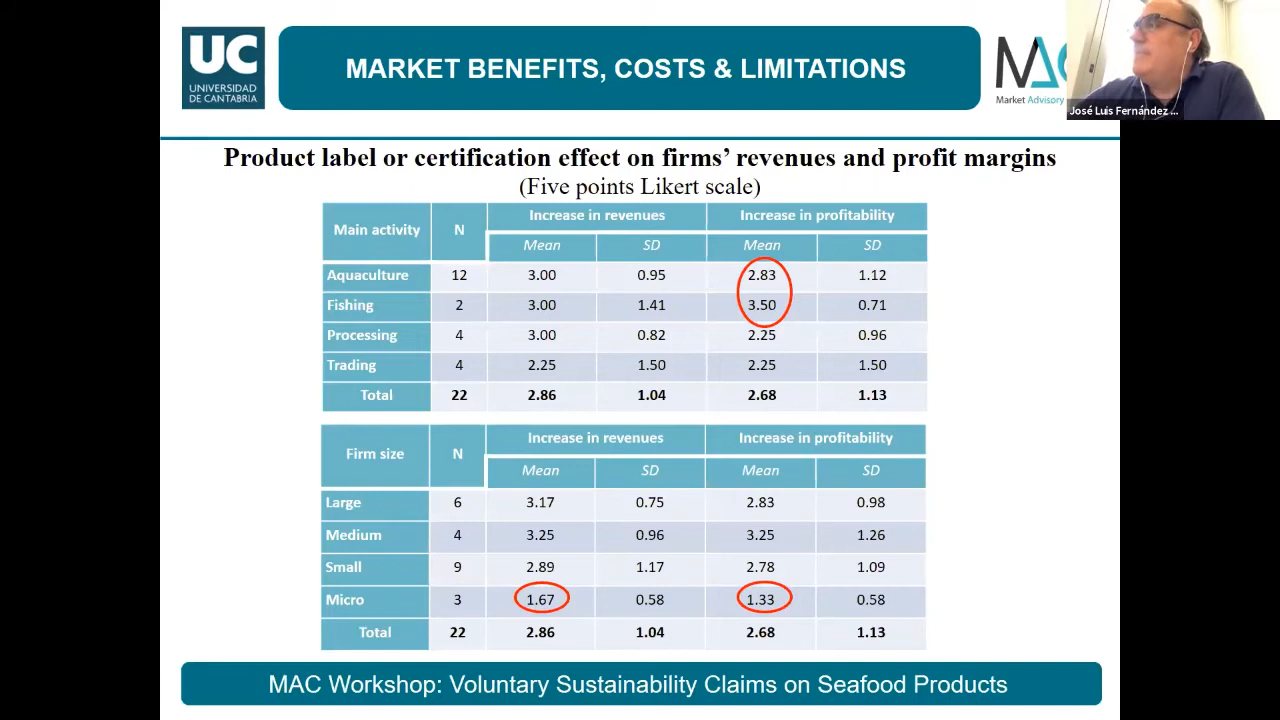 UC
UNIVERSIDAD
DE CANTABRIA
MARKET BENEFITS, COSTS & LIMITATIONS
Market Advisory
José Luis Fernández ...
Product label or certification effect on firms’ revenues and profit margins
(Five points Likert scale)
Main activity N Increase in revenues Increase in profitability
Mean SD Mean SD
Aquaculture 12 3.00 0.95 2.83 1.12
Fishing 2 3.00 1.41 3.50 0.71
Processing 4 3.00 0.82 2.25 0.96
Trading 4 2.25 1.50 2.25 1.50
Total 22 2.86 1.04 2.68 1.13
Firm size N Increase in revenues Increase in profitability
Mean SD Mean SD
Large 6 3.17 0.75 2.83 0.98
Medium 4 3.25 0.96 3.25 1.26
Small 9 2.89 1.17 2.78 1.09
Micro 3 1.67 0.58 1.33 0.58
Total 22 2.86 1.04 2.68 1.13
MAC Workshop: Voluntary Sustainability Claims on Seafood Products